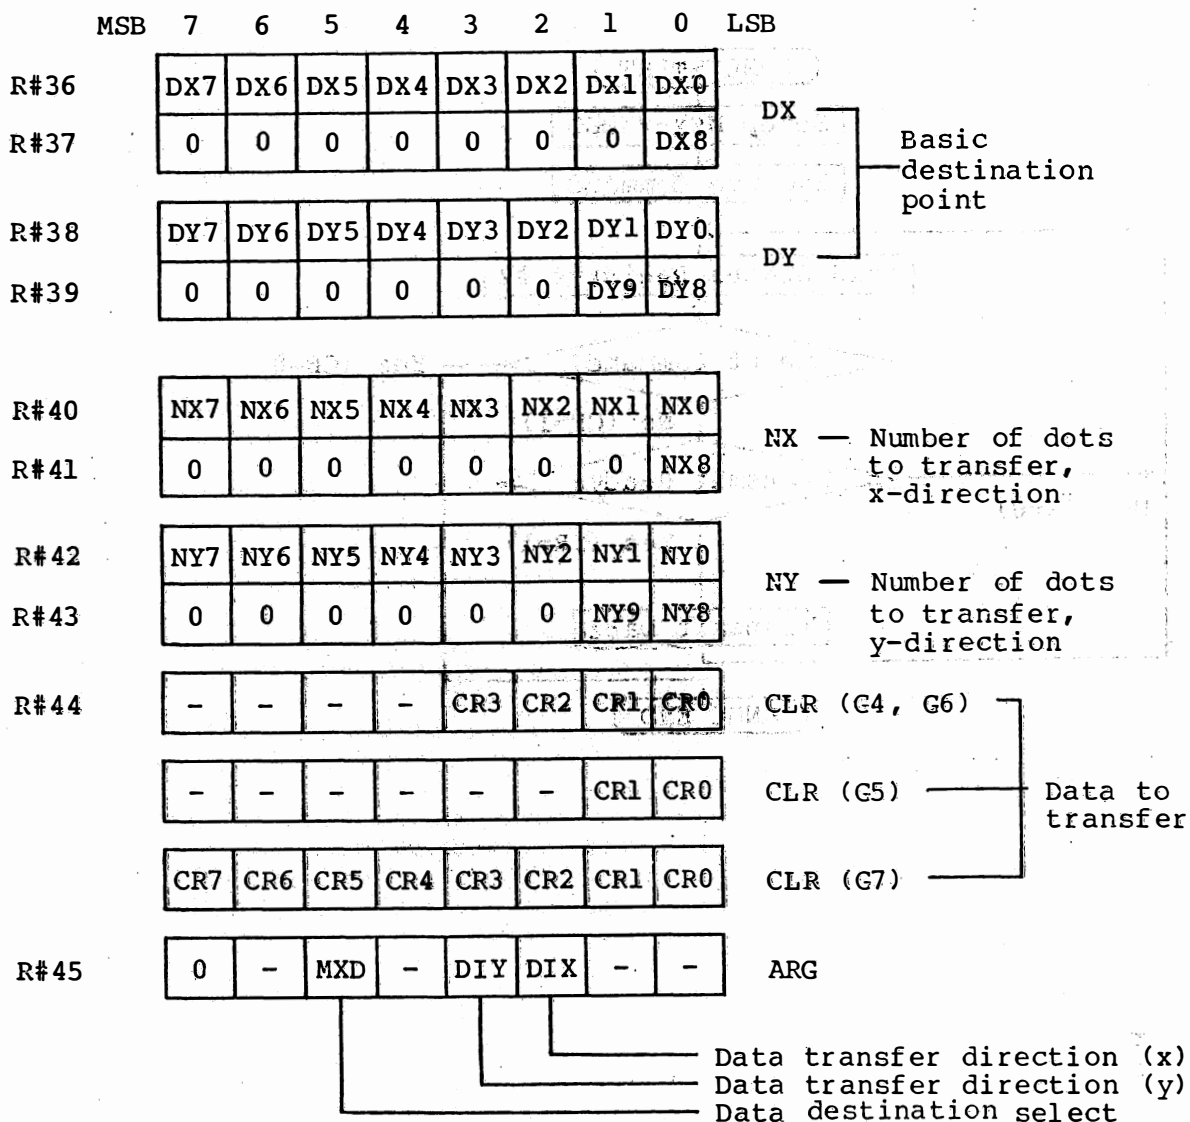 MSB 7 6 5 4 3 2 1 0 LSB
R#36 DX7 DX6 DX5 DX4 DX3 DX2 DX1 DX0
DX
R#37 0 0 0 0 0 0 0 DX8
Basic
destination
point
R#38 DY7 DY6 DY5 DY4 DY3 DY2 DY1 DY0
DY
R#39 0 0 0 0 0 0 DY9 DY8
R#40 NX7 NX6 NX5 NX4 NX3 NX2 NX1 NX0
NX — Number of dots
to transfer,
x-direction
R#41 0 0 0 0 0 0 0 NX8
R#42 NY7 NY6 NY5 NY4 NY3 NY2 NY1 NY0
NY — Number of dots
to transfer,
y-direction
R#43 0 0 0 0 0 0 NY9 NY8
R#44 - - - - CR3 CR2 CR1 CR0 CLR (G4, G6)
- - - - - - CR1 CR0 CLR (G5)
Data to
transfer
CR7 CR6 CR5 CR4 CR3 CR2 CR1 CR0 CLR (G7)
R#45 0 - MXD - DIY DIX - - ARG
Data transfer direction (x)
Data transfer direction (y)
Data destination select